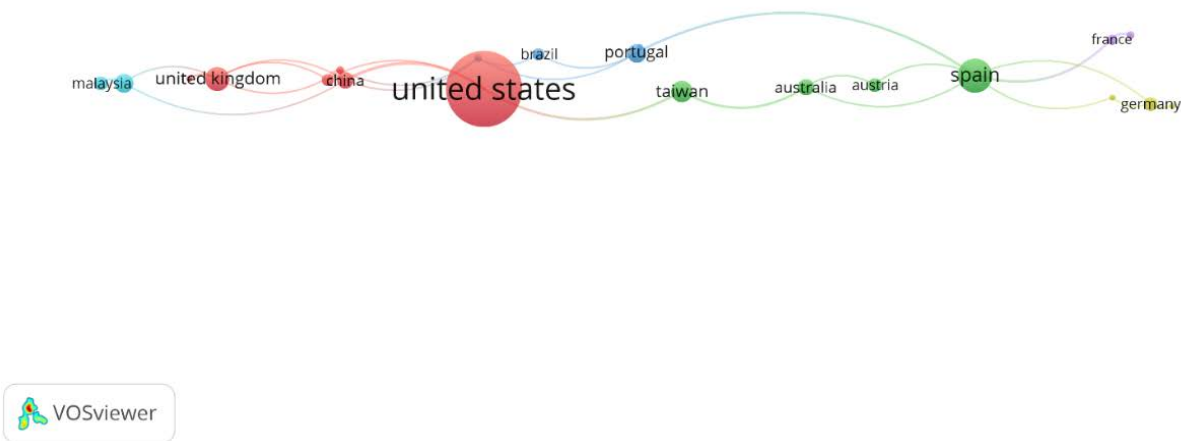 malaysia
united kingdom
china
united states
brazil
portugal
taiwan
australia
austria
spain
france
germany
VOSviewer